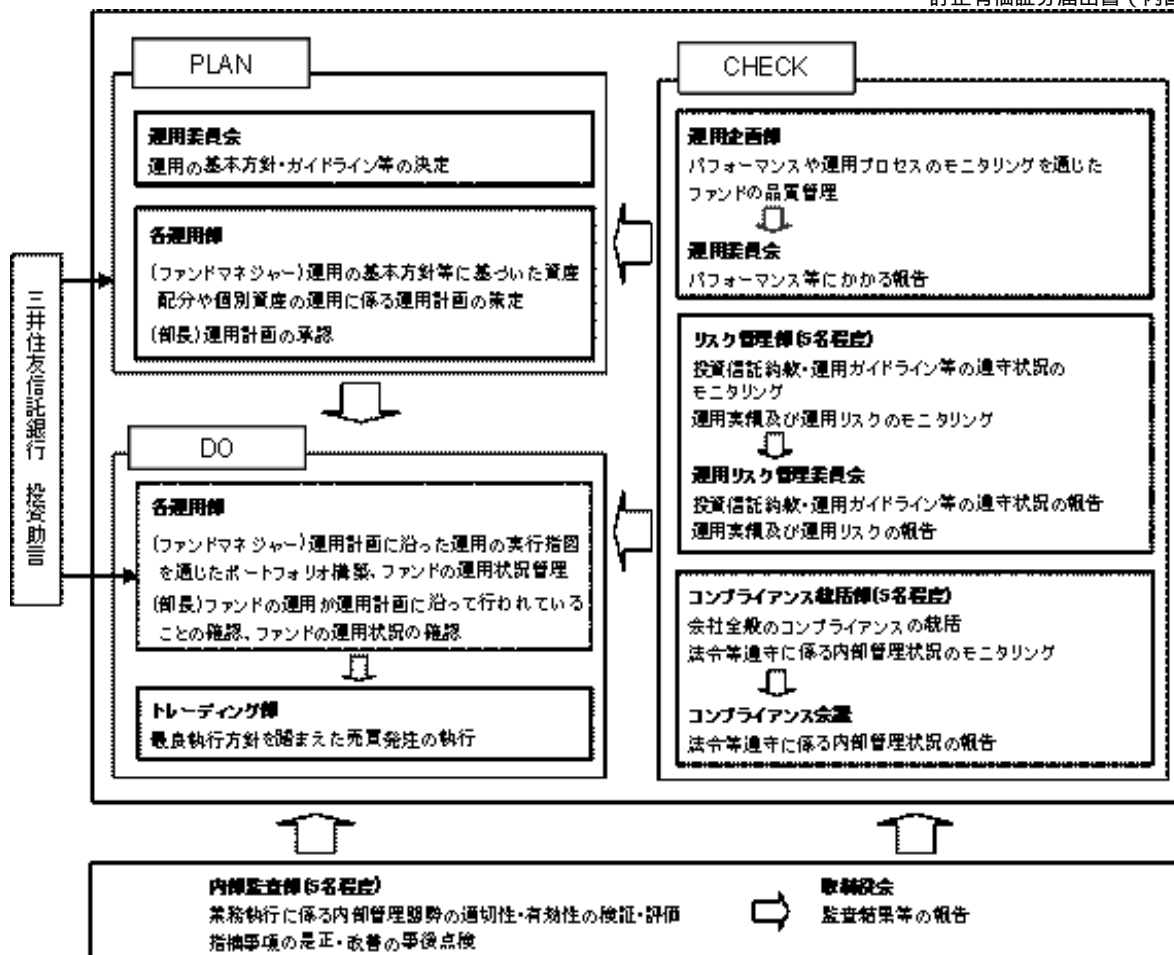 訂正有価証券届出書(内国
PLAN
運用委員会
運用の基本方針・ガイドライン等の決定
各運用部
(ファンドマネジャー)運用の基本方針等に基づいた資産
配分や個別資産の運用に係る運用計画の策定
(部長)運用計画の承認
DO
各運用部
(ファンドマネジャー)運用計画に沿った運用の実行指図
を通じたポートフォリオ構築、ファンドの運用状況管理
(部長)ファンドの運用が運用計画に沿って行われている
ことの確認、ファンドの運用状況の確認
トレーディング部
最良執行方針を踏まえた売買発注の執行
三井住友信託銀行 投資助言
CHECK
運用企画部
パフォーマンスや運用プロセスのモニタリングを通じた
ファンドの品質管理
運用委員会
パフォーマンス等にかかる報告
リスク管理部(5名程度)
投資信託約款・運用ガイドライン等の遵守状況の
モニタリング
運用実績及び運用リスクのモニタリング
運用リスク管理委員会
投資信託約款・運用ガイドライン等の遵守状況の報告
運用実績及び運用リスクの報告
コンプライアンス統括部(5名程度)
会社全般のコンプライアンスの統括
法令等遵守に係る内部管理状況のモニタリング
コンプライアンス会議
法令等遵守に係る内部管理状況の報告
内部監査部(5名程度)
業務執行に係る内部管理態勢の適切性・有効性の検証・評価
指摘事項の是正・改善の事後点検
取締役会
監査結果等の報告